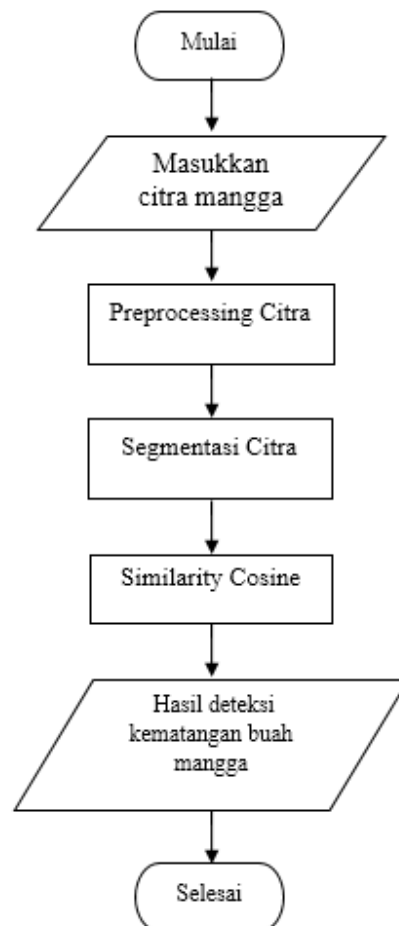 Mulai
Masukkan
citra mangga
Preprocessing Citra
Segmentasi Citra
Similarity Cosine
Hasil deteksi
kematangan buah
mangga
Selesai